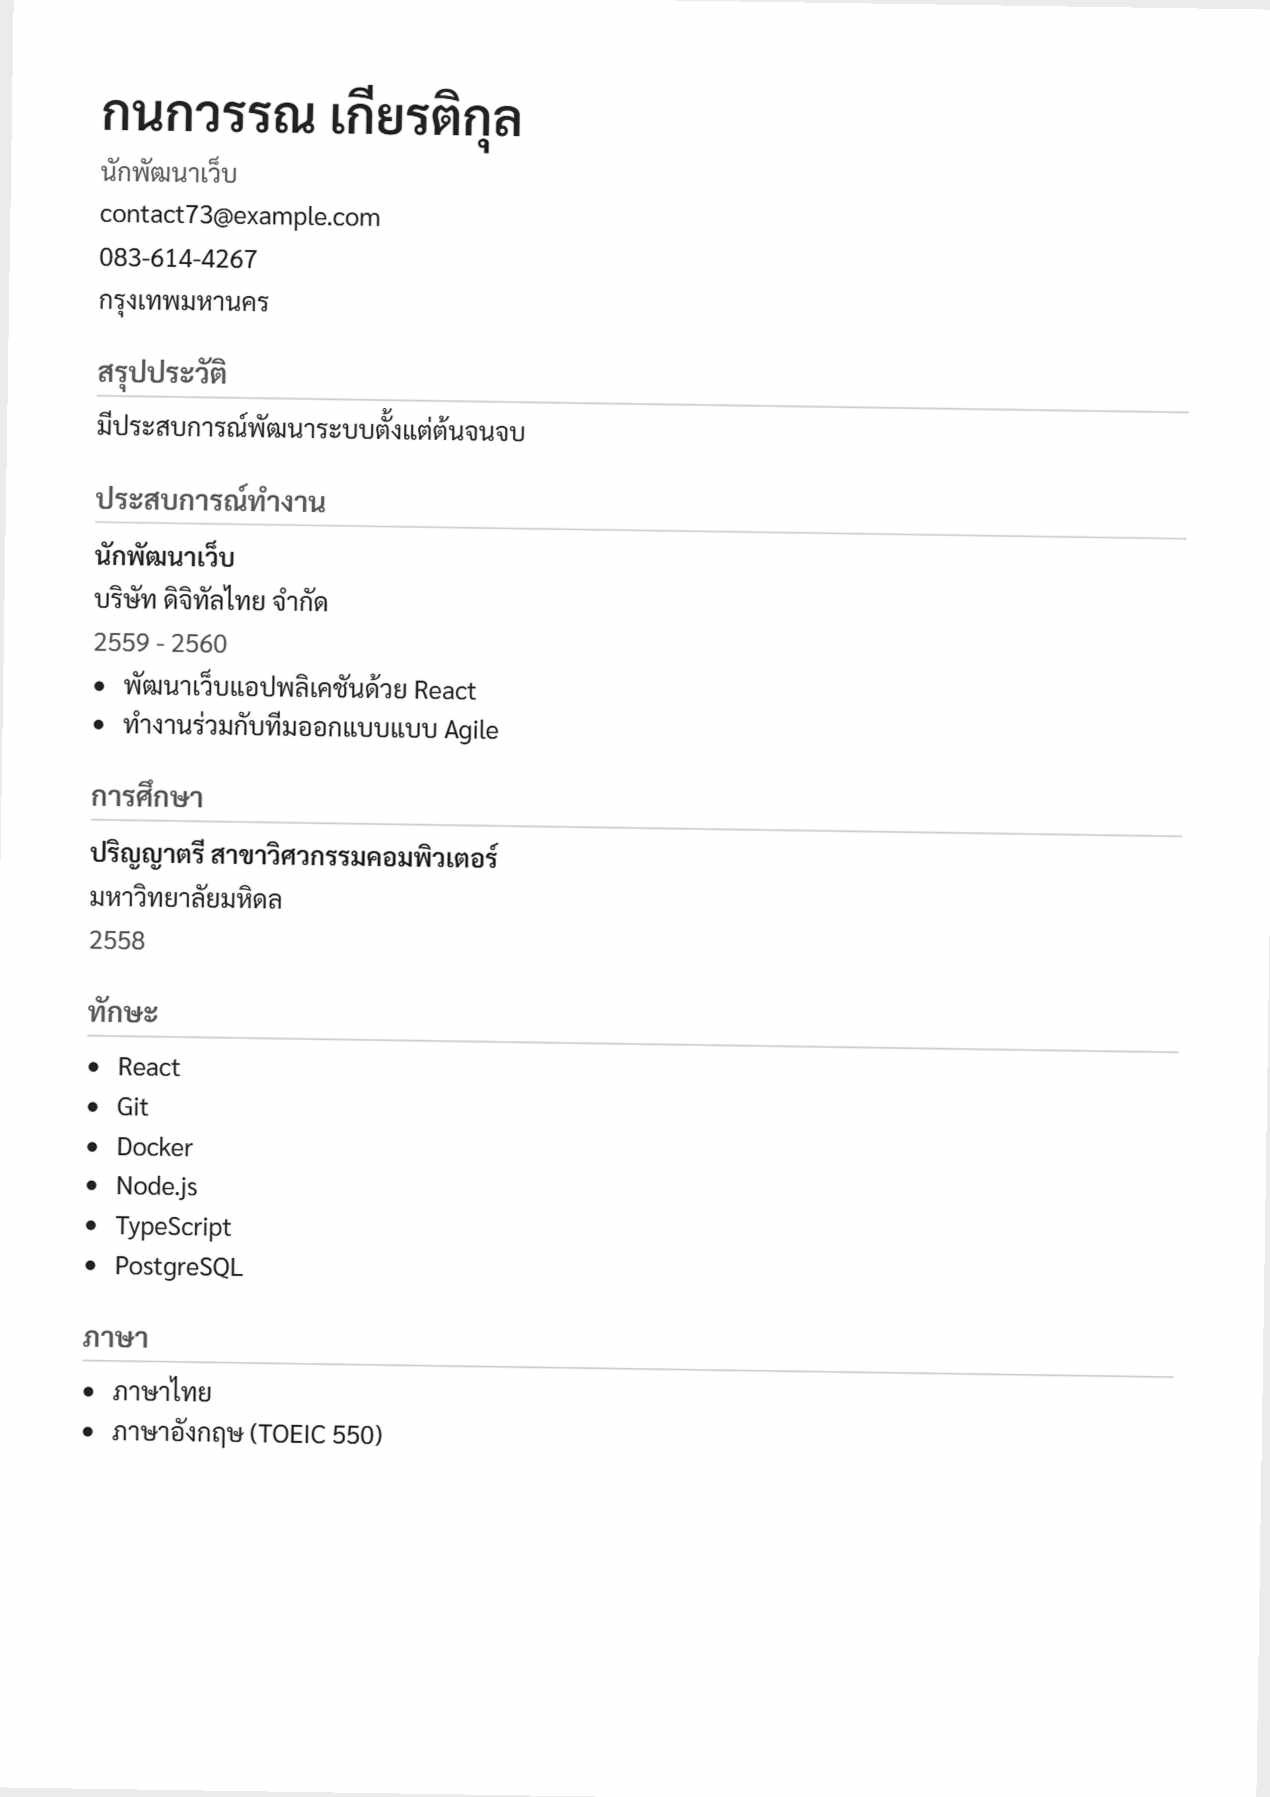 กนกวรรณ เกียรติกุล
นักพัฒนาเว็บ
contact73@example.com
083-614-4267
กรุงเทพมหานคร
สรุปประวัติ
มีประสบการณ์พัฒนาระบบตั้งแต่ต้นจนจบ
ประสบการณ์ทำงาน
นักพัฒนาเว็บ
บริษัท ดิจิทัลไทย จำกัด
2559 - 2560
• พัฒนาเว็บแอปพลิเคชันด้วย React
• ทำงานร่วมกับทีมออกแบบแบบ Agile
การศึกษา
ปริญญาตรี สาขาวิศวกรรมคอมพิวเตอร์
มหาวิทยาลัยมหิดล
2558
ทักษะ
• React
• Git
• Docker
• Node.js
• TypeScript
• PostgreSQL
ภาษา
• ภาษาไทย
• ภาษาอังกฤษ (TOEIC 550)